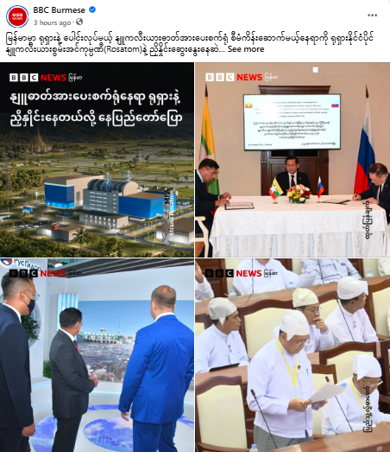 BBC Burmese
3 hours ago
မြန်မာမှာ ရုရှားနဲ့ ပေါင်းလုပ်မယ့် နျူကလီးယားဓာတ်အားပေးစက်ရုံ စီမံကိန်းဆောက်မယ့်နေရာကို ရုရှားနိုင်ငံပိုင်
နျူကလီးယားစွမ်းအင်ကုမ္ပဏီ(Rosatom)နဲ့ ညှိနှိုင်းဆွေးနွေးနေဆဲ... See more
BBC NEWS မြန်မာ
နျူဓာတ်အားပေးစက်ရုံနေရာ ရုရှားနဲ့
ညှိနှိုင်းနေတယ်လို့ နေပြည်တော်ပြော
BBC NEWS မြန်မာ
BBC NEWS မြန်မာ
BBC NEWS မြန်မာ